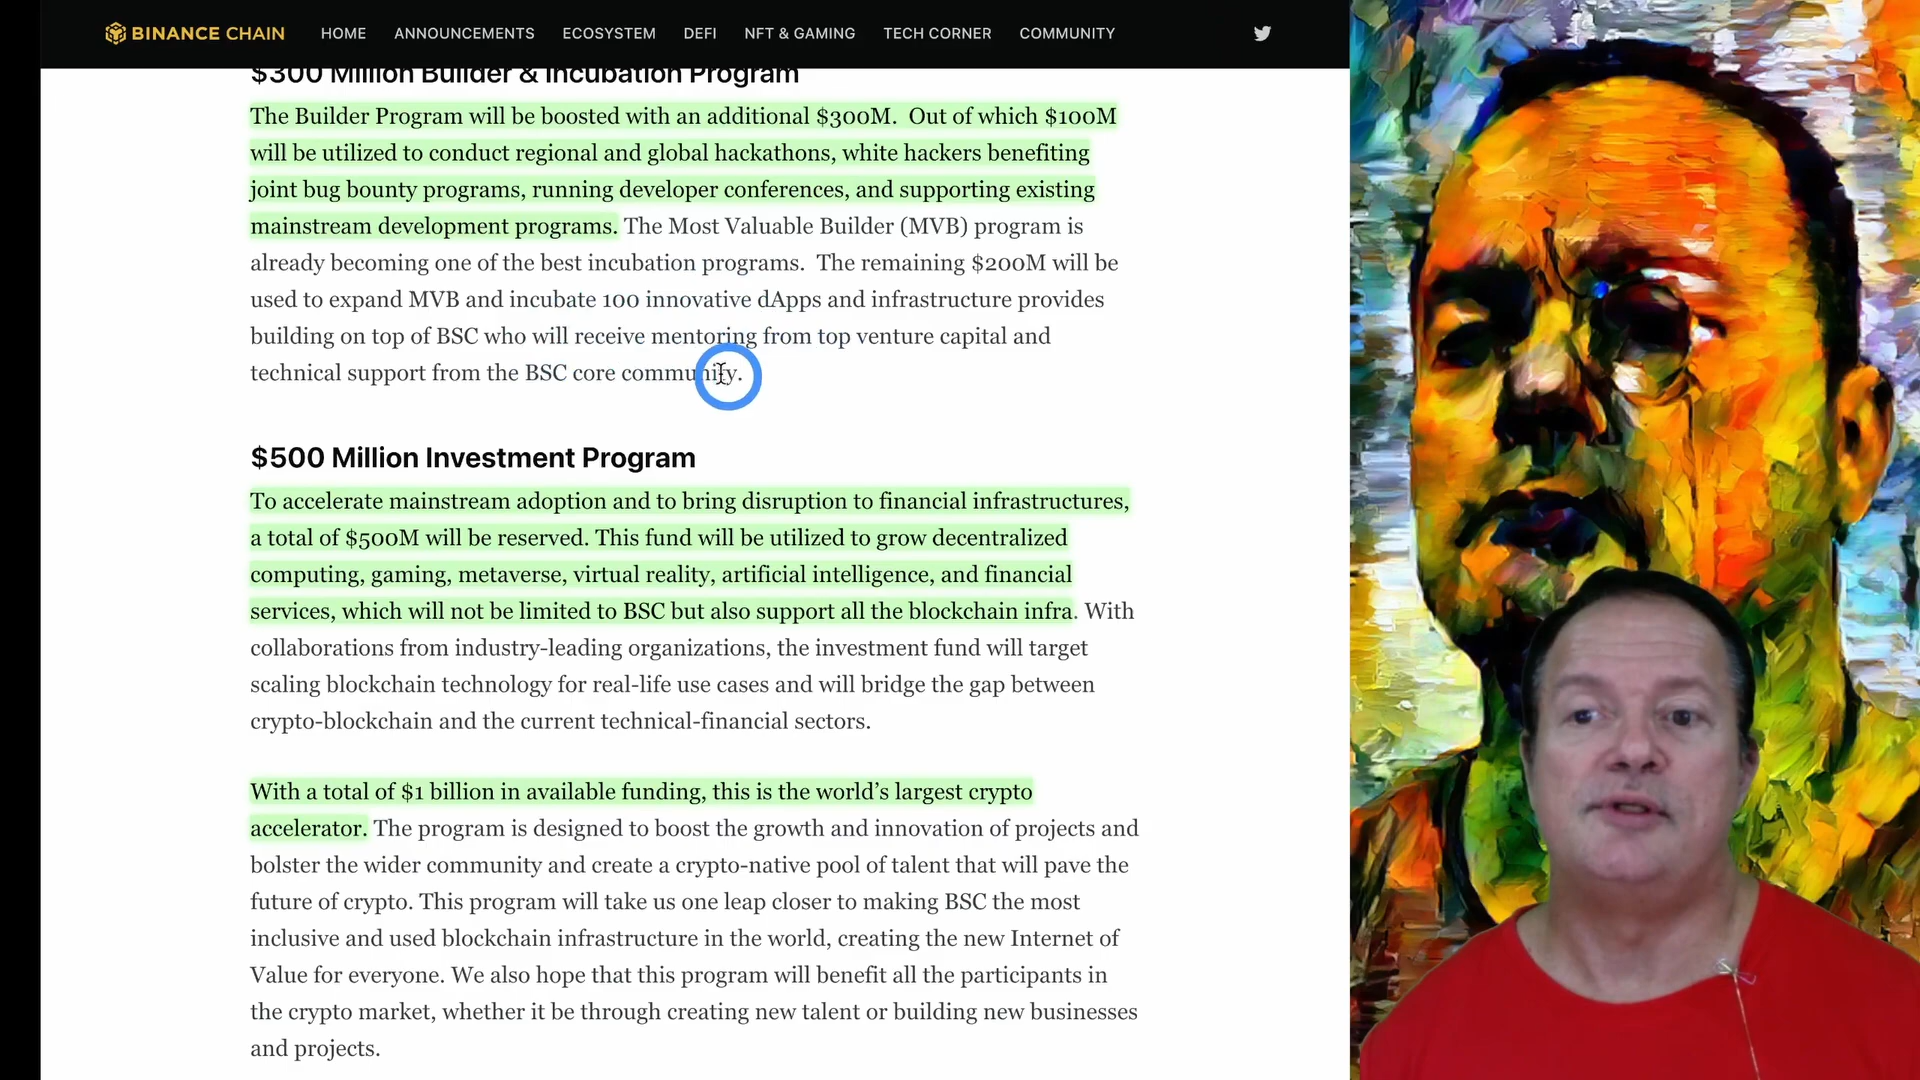 BINANCE CHAIN HOME ANNOUNCEMENTS ECOSYSTEM DEFI NFT & GAMING TECH CORNER COMMUNITY
$300 Million Builder & Incubation Program
The Builder Program will be boosted with an additional $300M. Out of which $100M
will be utilized to conduct regional and global hackathons, white hackers benefiting
joint bug bounty programs, running developer conferences, and supporting existing
mainstream development programs. The Most Valuable Builder (MVB) program is
already becoming one of the best incubation programs. The remaining $200M will be
used to expand MVB and incubate 100 innovative dApps and infrastructure provides
building on top of BSC who will receive mentoring from top venture capital and
technical support from the BSC core community.
$500 Million Investment Program
To accelerate mainstream adoption and to bring disruption to financial infrastructures,
a total of $500M will be reserved. This fund will be utilized to grow decentralized
computing, gaming, metaverse, virtual reality, artificial intelligence, and financial
services, which will not be limited to BSC but also support all the blockchain infra. With
collaborations from industry-leading organizations, the investment fund will target
scaling blockchain technology for real-life use cases and will bridge the gap between
crypto-blockchain and the current technical-financial sectors.
With a total of $1 billion in available funding, this is the world’s largest crypto
accelerator. The program is designed to boost the growth and innovation of projects and
bolster the wider community and create a crypto-native pool of talent that will pave the
future of crypto. This program will take us one leap closer to making BSC the most
inclusive and used blockchain infrastructure in the world, creating the new Internet of
Value for everyone. We also hope that this program will benefit all the participants in
the crypto market, whether it be through creating new talent or building new businesses
and projects.